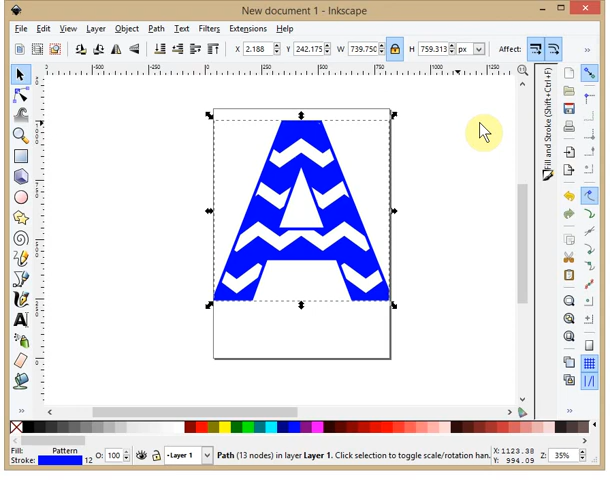 New document 1 - Inkscape
File Edit View Layer Object Path Text Filters Extensions Help
X 2.188 Y 242.175 W 739.750 H 759.313 px Affect:
Fill and Stroke (Shift+Ctrl+F)
A
Fill: Pattern O: 100 Layer 1 Path (13 nodes) in layer Layer 1. Click selection to toggle scale/rotation han. X:1123.38 Z: 35%
Stroke: 12 Y: 994.09